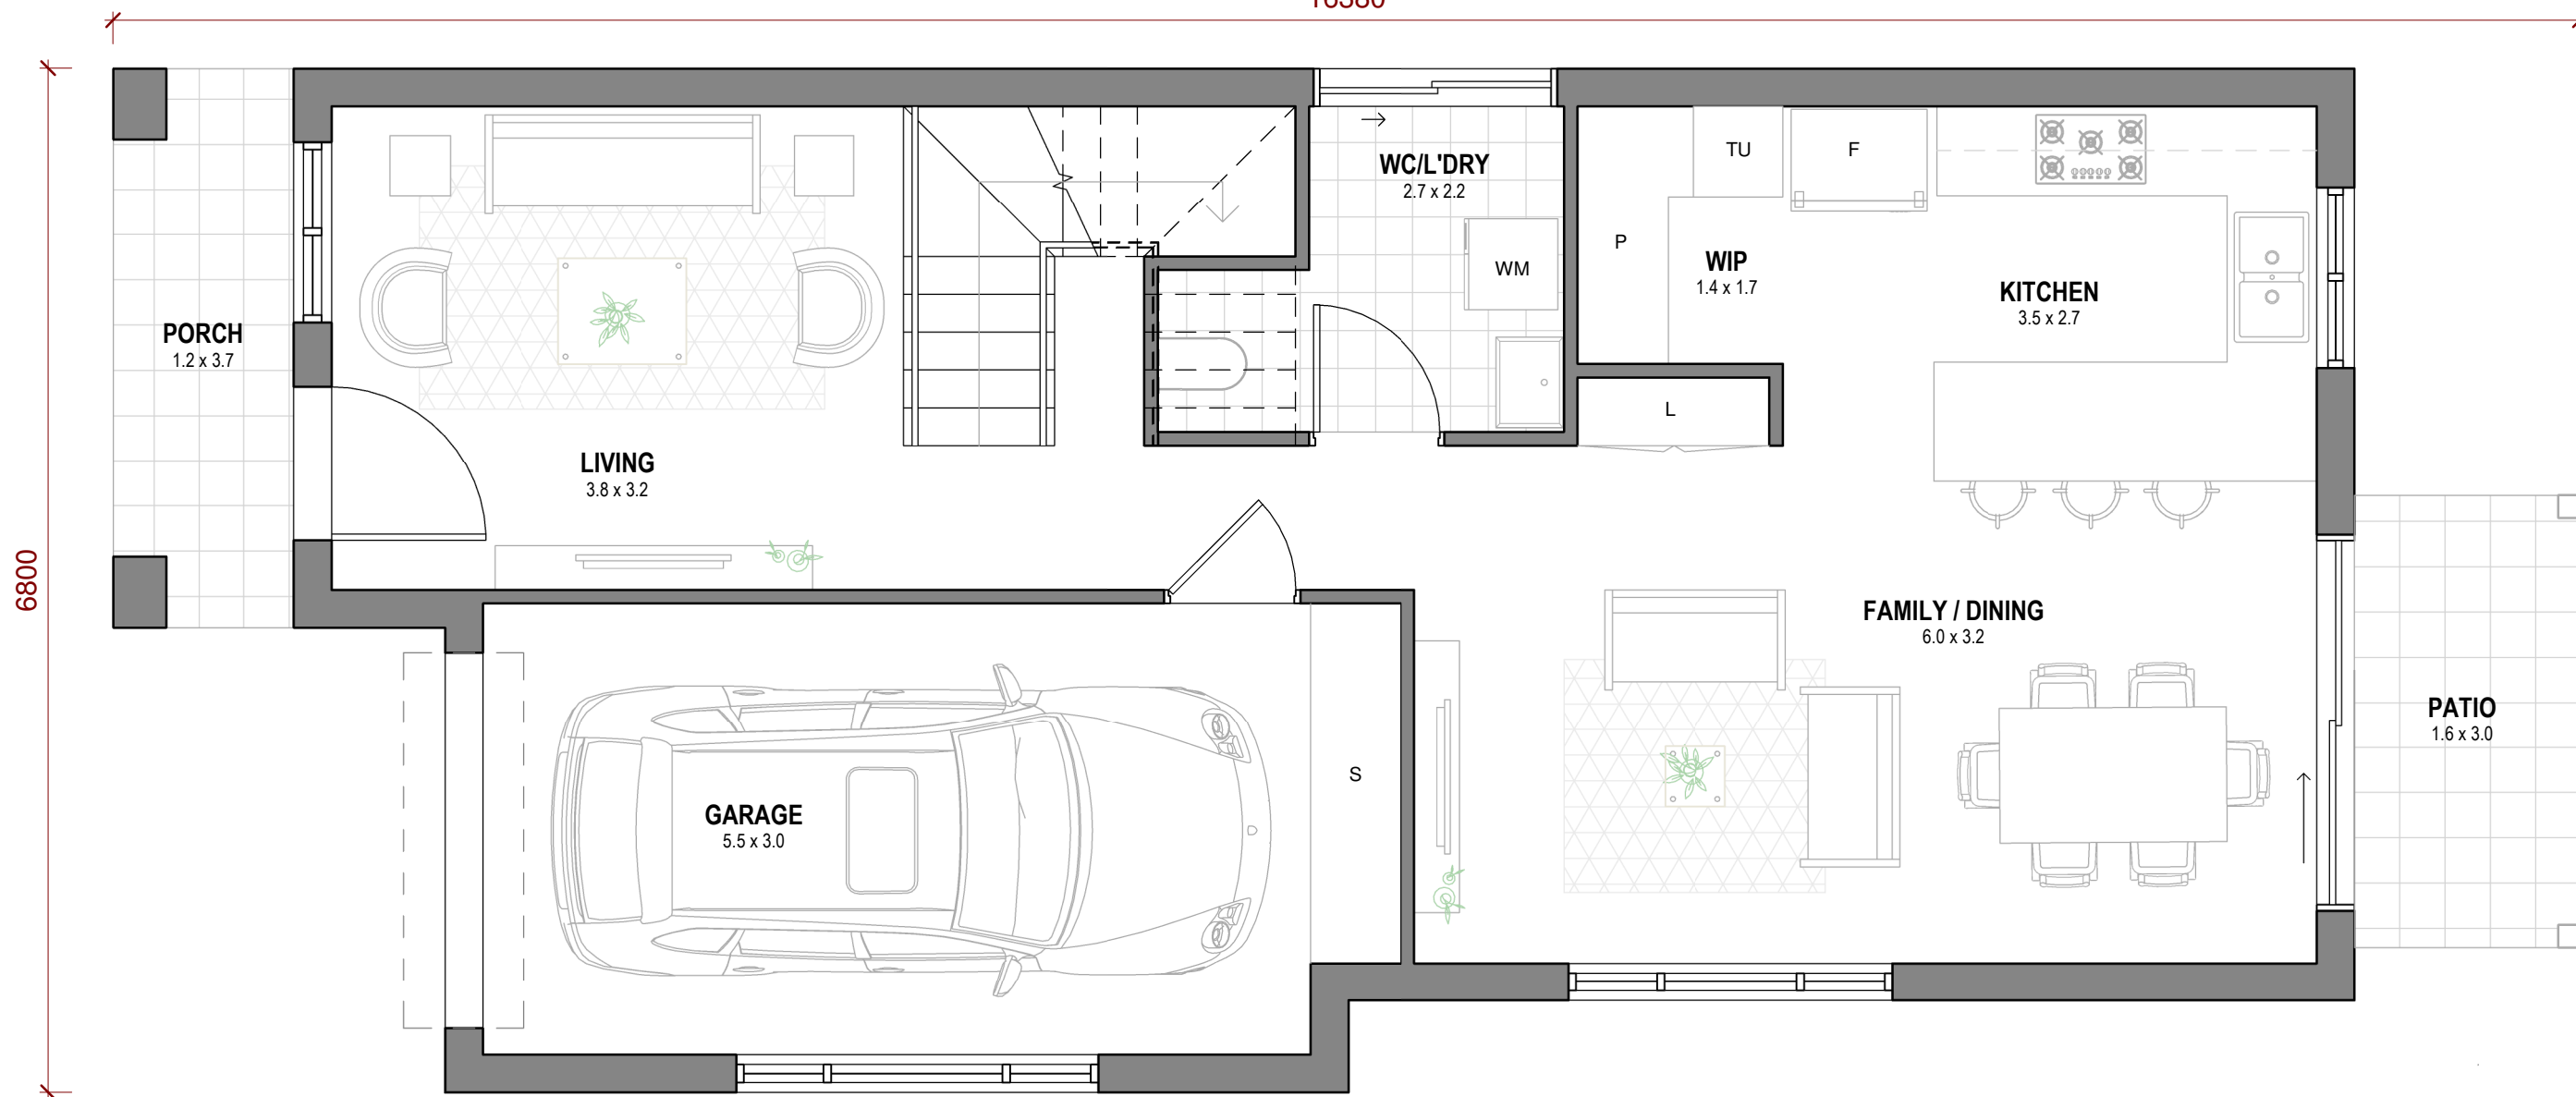 WC/L'DRY
2.7 x 2.2
TU
F
P
WIP
1.4 x 1.7
WM
KITCHEN
3.5 x 2.7
PORCH
1.2 x 3.7
L
LIVING
3.8 x 3.2
6800
FAMILY / DINING
6.0 x 3.2
PATIO
1.6 x 3.0
S
GARAGE
5.5 x 3.0